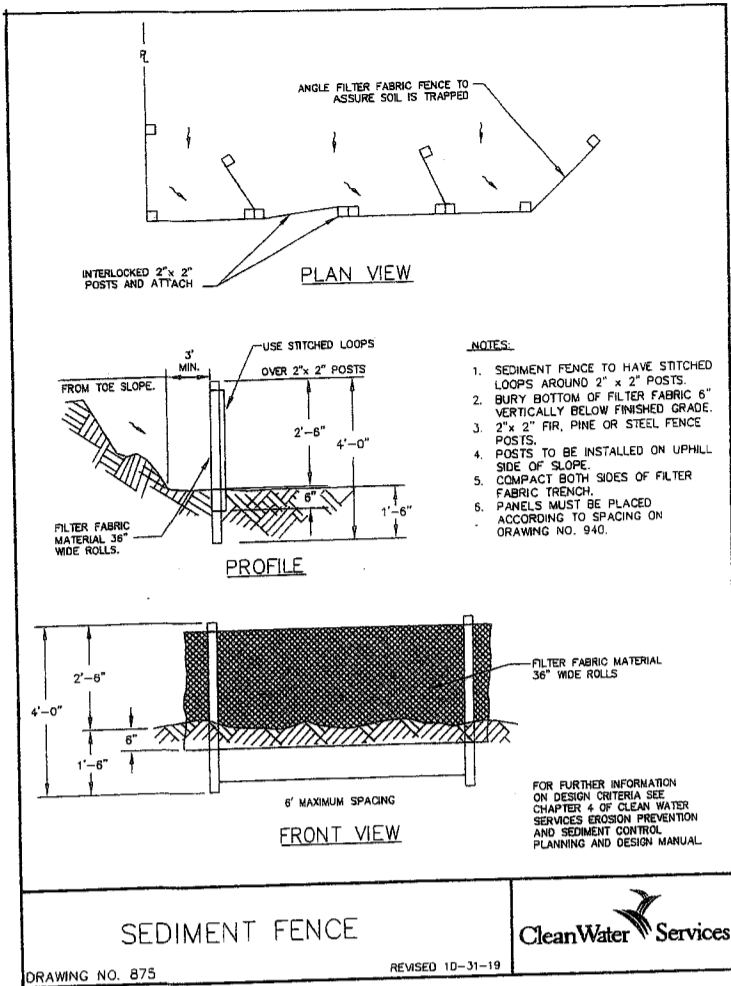 PL
ANGLE FILTER FABRIC FENCE TO
ASSURE SOIL IS TRAPPED
INTERLOCKED 2"x 2"
POSTS AND ATTACH
PLAN VIEW
3'
MIN.
FROM TOE SLOPE.
USE STITCHED LOOPS
OVER 2"x 2" POSTS
2'-6"
4'-0"
6"
1'-6"
FILTER FABRIC
MATERIAL 36"
WIDE ROLLS.
PROFILE
NOTES:
1. SEDIMENT FENCE TO HAVE STITCHED
LOOPS AROUND 2" x 2" POSTS.
2. BURY BOTTOM OF FILTER FABRIC 6"
VERTICALLY BELOW FINISHED GRADE.
3. 2"x 2" FIR, PINE OR STEEL FENCE
POSTS.
4. POSTS TO BE INSTALLED ON UPHILL
SIDE OF SLOPE.
5. COMPACT BOTH SIDES OF FILTER
FABRIC TRENCH.
6. PANELS MUST BE PLACED
ACCORDING TO SPACING ON
DRAWING NO. 940.
2'-6"
4'-0"
6"
1'-6"
FILTER FABRIC MATERIAL
36" WIDE ROLLS
6' MAXIMUM SPACING
FRONT VIEW
FOR FURTHER INFORMATION
ON DESIGN CRITERIA SEE
CHAPTER 4 OF CLEAN WATER
SERVICES EROSION PREVENTION
AND SEDIMENT CONTROL
PLANNING AND DESIGN MANUAL
SEDIMENT FENCE
DRAWING NO. 875
REVISED 10-31-19
CleanWater Services